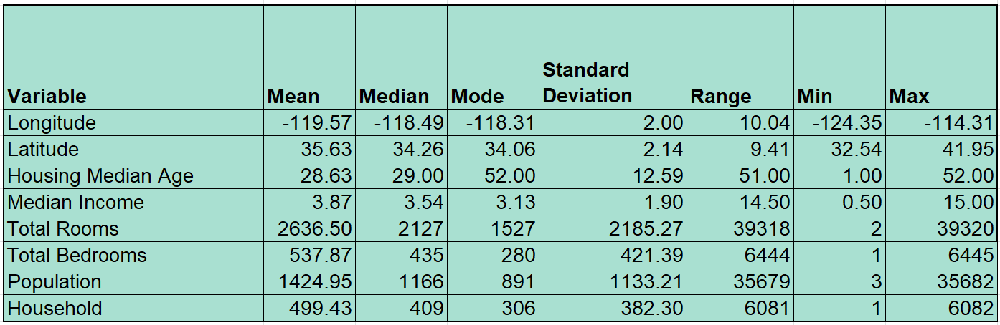 Variable Mean Median Mode Standard Deviation Range Min Max
Longitude -119.57 -118.49 -118.31 2.00 10.04 -124.35 -114.31
Latitude 35.63 34.26 34.06 2.14 9.41 32.54 41.95
Housing Median Age 28.63 29.00 52.00 12.59 51.00 1.00 52.00
Median Income 3.87 3.54 3.13 1.90 14.50 0.50 15.00
Total Rooms 2636.50 2127 1527 2185.27 39318 2 39320
Total Bedrooms 537.87 435 280 421.39 6444 1 6445
Population 1424.95 1166 891 1133.21 35679 3 35682
Household 499.43 409 306 382.30 6081 1 6082